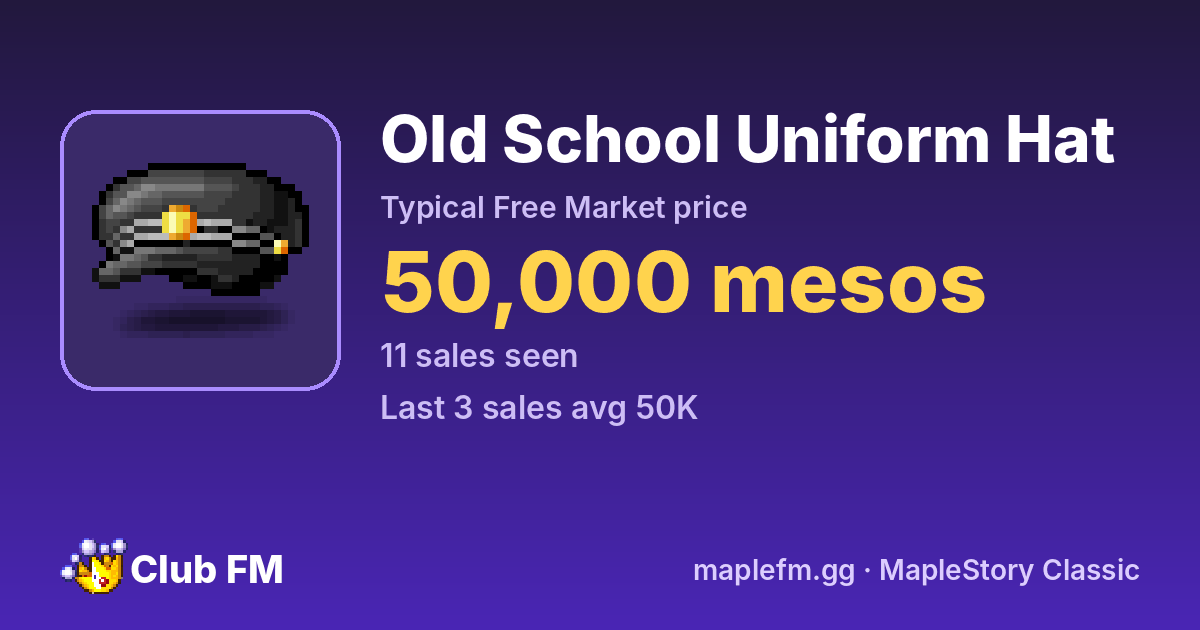 Old School Uniform Hat
Typical Free Market price
50,000 mesos
11 sales seen
Last 3 sales avg 50K
Club FM
maplefm.gg · MapleStory Classic